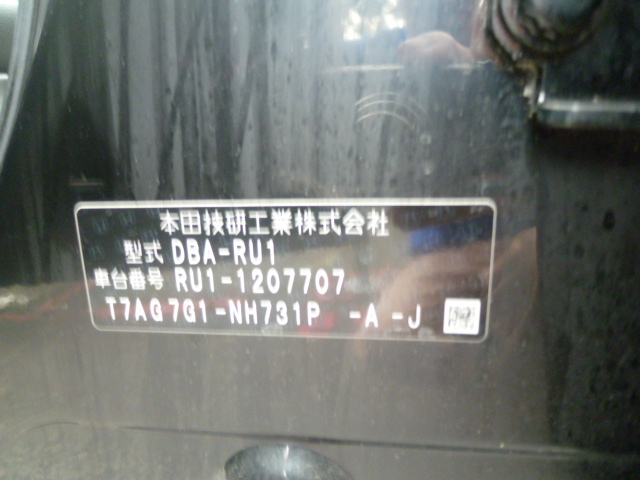 本田技研工業株式会社
型式 DBA-RU1
車台番号 RU1-1207707
T7AG7G1-NH731P -A-J